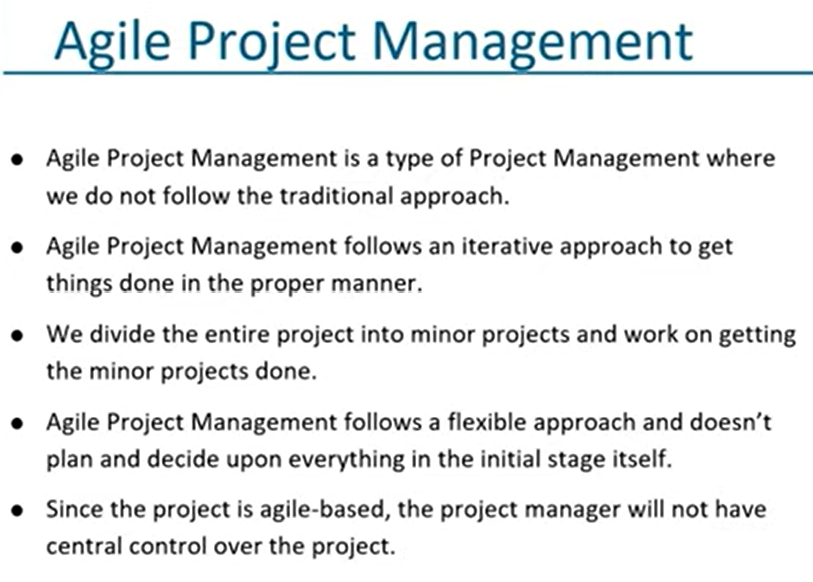 Agile Project Management
● Agile Project Management is a type of Project Management where
we do not follow the traditional approach.
● Agile Project Management follows an iterative approach to get
things done in the proper manner.
● We divide the entire project into minor projects and work on getting
the minor projects done.
● Agile Project Management follows a flexible approach and doesn’t
plan and decide upon everything in the initial stage itself.
● Since the project is agile-based, the project manager will not have
central control over the project.